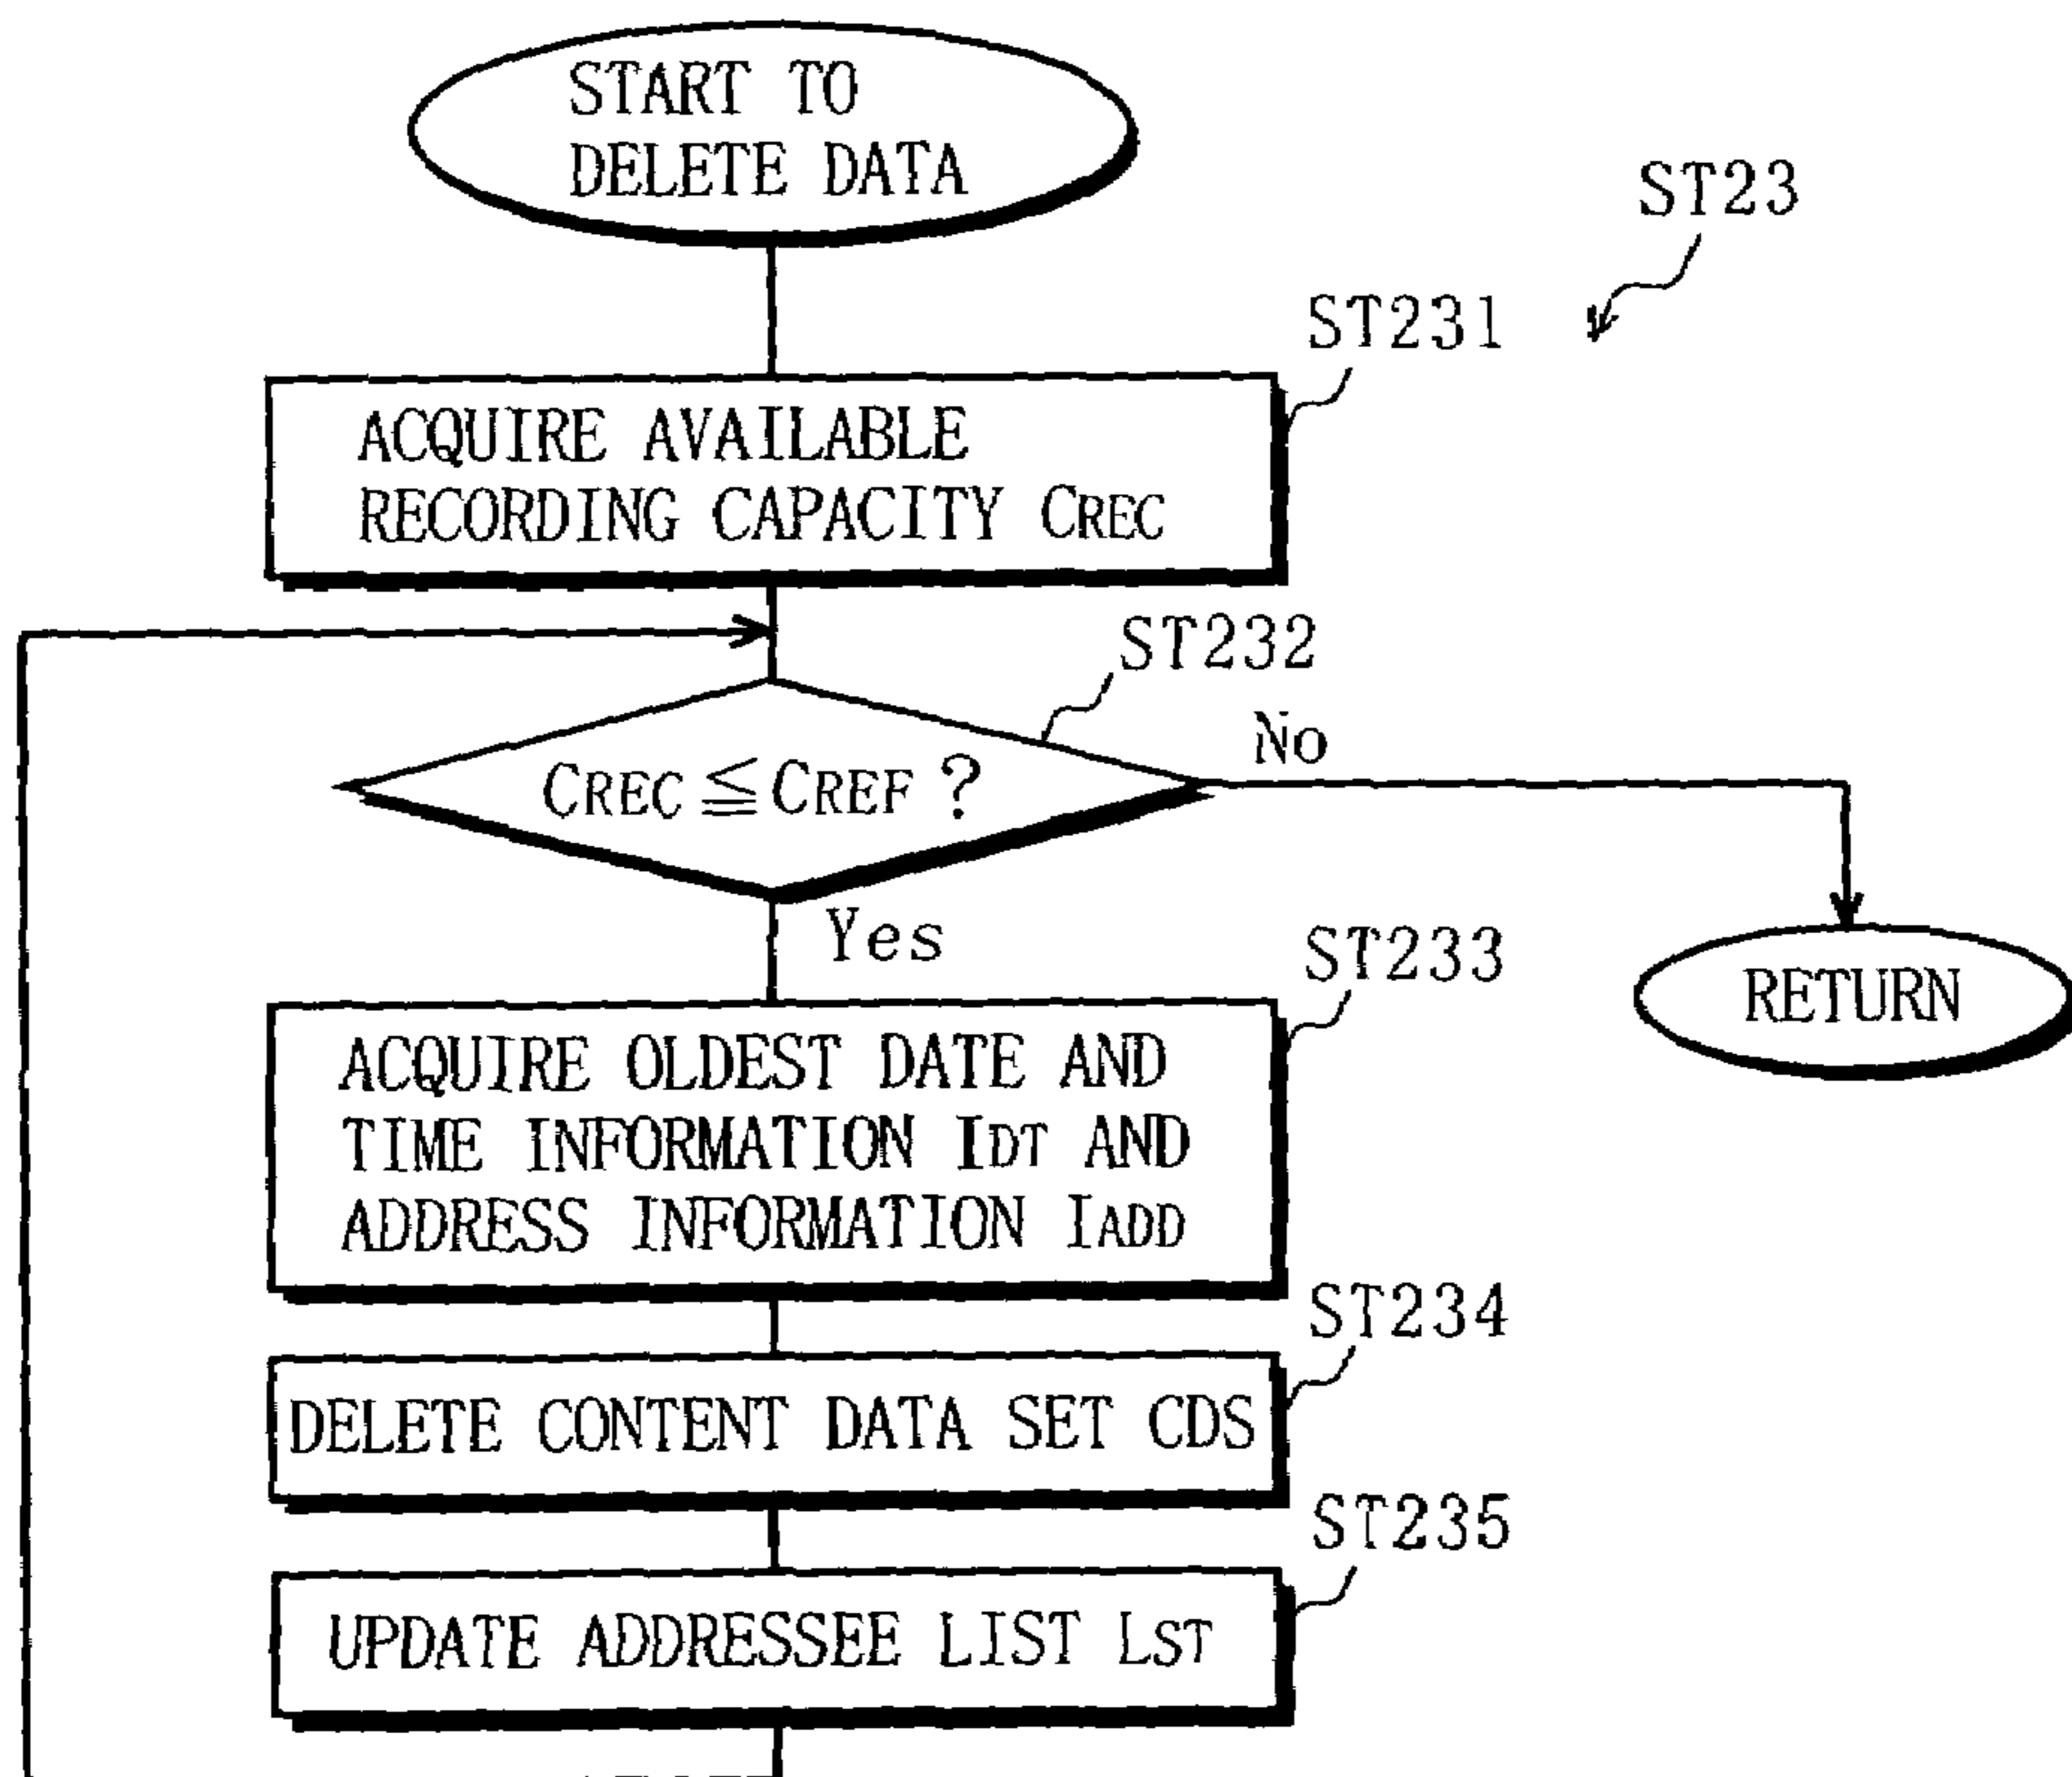 START TO
DELETE DATA
ST23
ST231
ACQUIRE AVAILABLE
RECORDING CAPACITY CREC
ST232
CREC ≦ CREF ?
No
Yes
RETURN
ST233
ACQUIRE OLDEST DATE AND
TIME INFORMATION IDT AND
ADDRESS INFORMATION IADD
ST234
DELETE CONTENT DATA SET CDS
ST235
UPDATE ADDRESSEE LIST LST